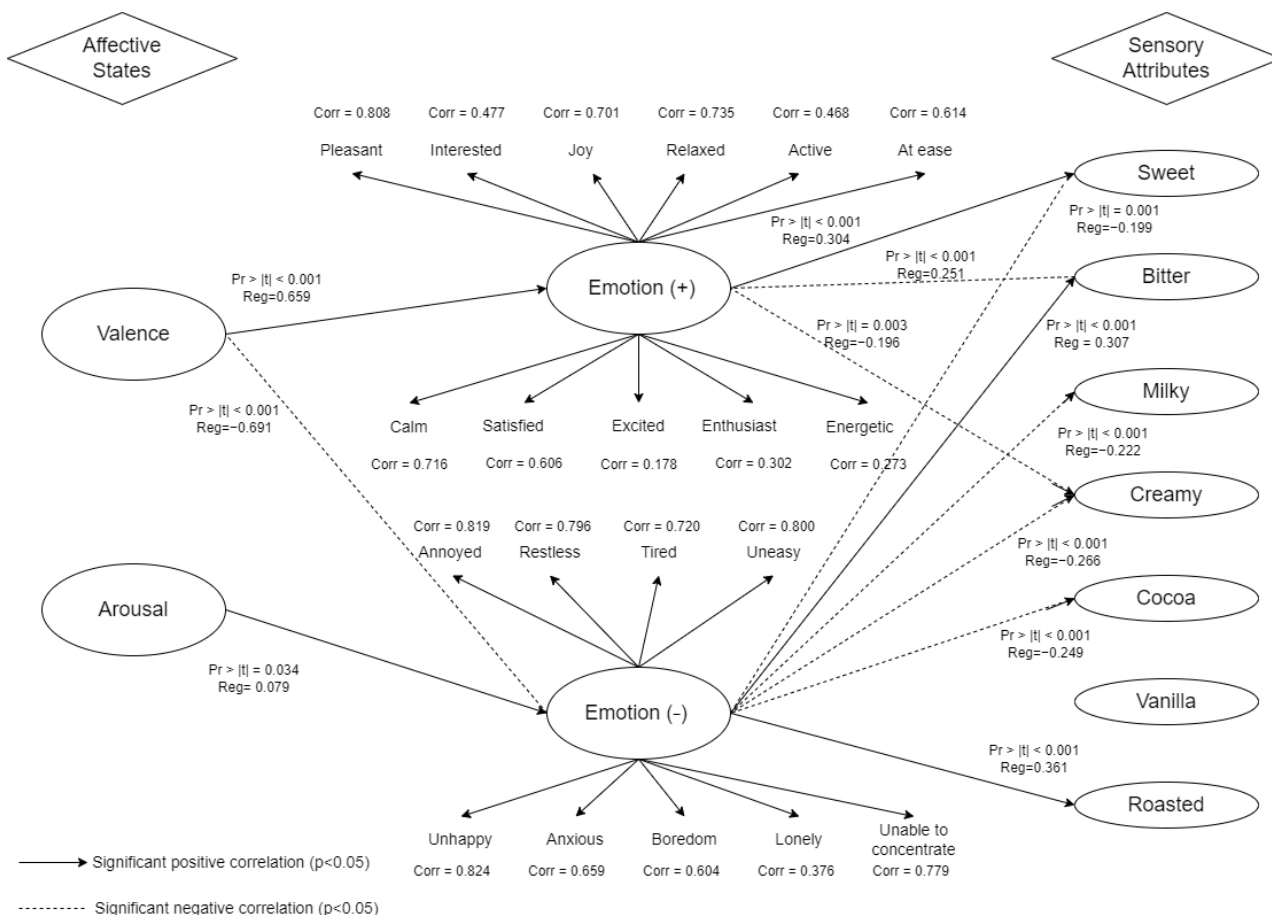 Affective
States
Sensory
Attributes
Corr = 0.808
Corr = 0.477
Corr = 0.701
Corr = 0.735
Corr = 0.468
Corr = 0.614
Pleasant
Interested
Joy
Relaxed
Active
At ease
Sweet
Pr > |t| < 0.001
Reg=0.304
Pr > |t| = 0.001
Reg=−0.199
Pr > |t| < 0.001
Reg=0.251
Bitter
Emotion (+)
Pr > |t| < 0.001
Reg=0.659
Valence
Pr > |t| = 0.003
Reg=−0.196
Pr > |t| < 0.001
Reg = 0.307
Milky
Pr > |t| < 0.001
Reg=−0.691
Calm
Satisfied
Excited
Enthusiast
Energetic
Pr > |t| < 0.001
Reg=−0.222
Corr = 0.716
Corr = 0.606
Corr = 0.178
Corr = 0.302
Corr = 0.273
Creamy
Corr = 0.819
Corr = 0.796
Corr = 0.720
Corr = 0.800
Annoyed
Restless
Tired
Uneasy
Pr > |t| < 0.001
Reg=−0.266
Arousal
Cocoa
Pr > |t| < 0.001
Reg=−0.249
Pr > |t| = 0.034
Reg= 0.079
Emotion (-)
Vanilla
Pr > |t| < 0.001
Reg=0.361
Roasted
Unhappy
Anxious
Boredom
Lonely
Unable to
concentrate
Corr = 0.824
Corr = 0.659
Corr = 0.604
Corr = 0.376
Corr = 0.779
Significant positive correlation (p<0.05)
Significant negative correlation (p<0.05)